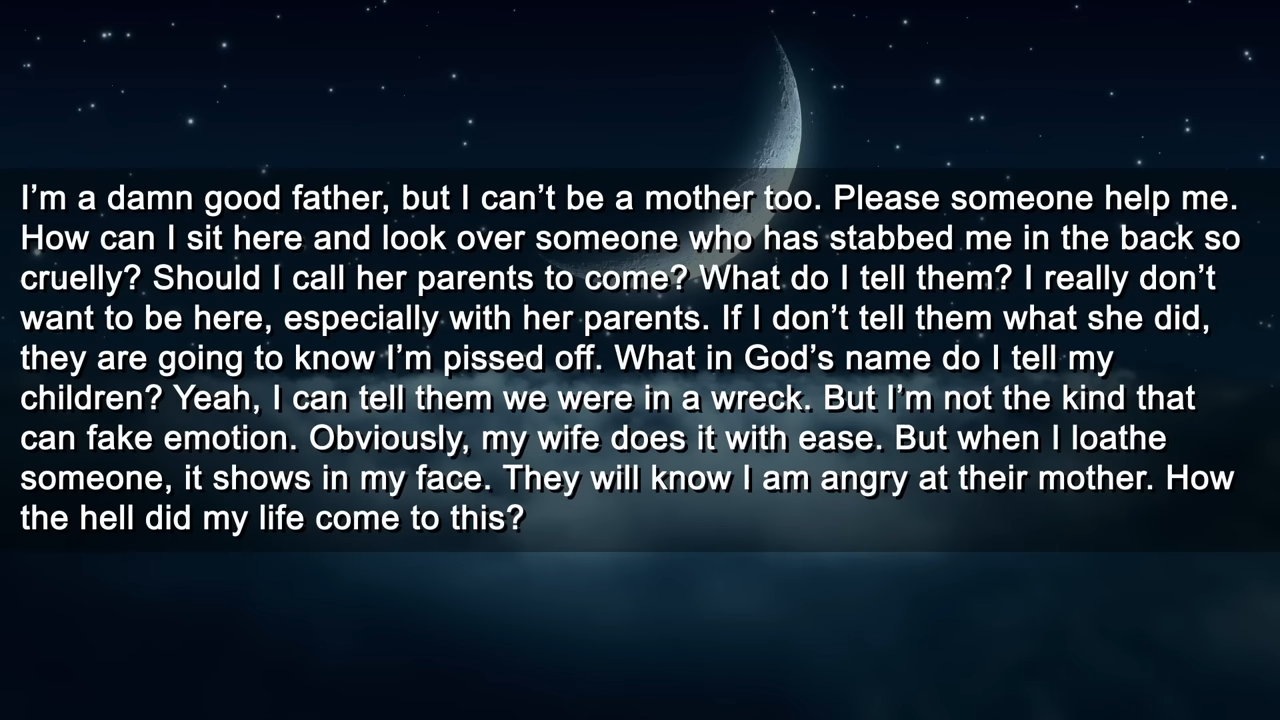 I’m a damn good father, but I can’t be a mother too. Please someone help me.
How can I sit here and look over someone who has stabbed me in the back so
cruelly? Should I call her parents to come? What do I tell them? I really don’t
want to be here, especially with her parents. If I don’t tell them what she did,
they are going to know I’m pissed off. What in God’s name do I tell my
children? Yeah, I can tell them we were in a wreck. But I’m not the kind that
can fake emotion. Obviously, my wife does it with ease. But when I loathe
someone, it shows in my face. They will know I am angry at their mother. How
the hell did my life come to this?